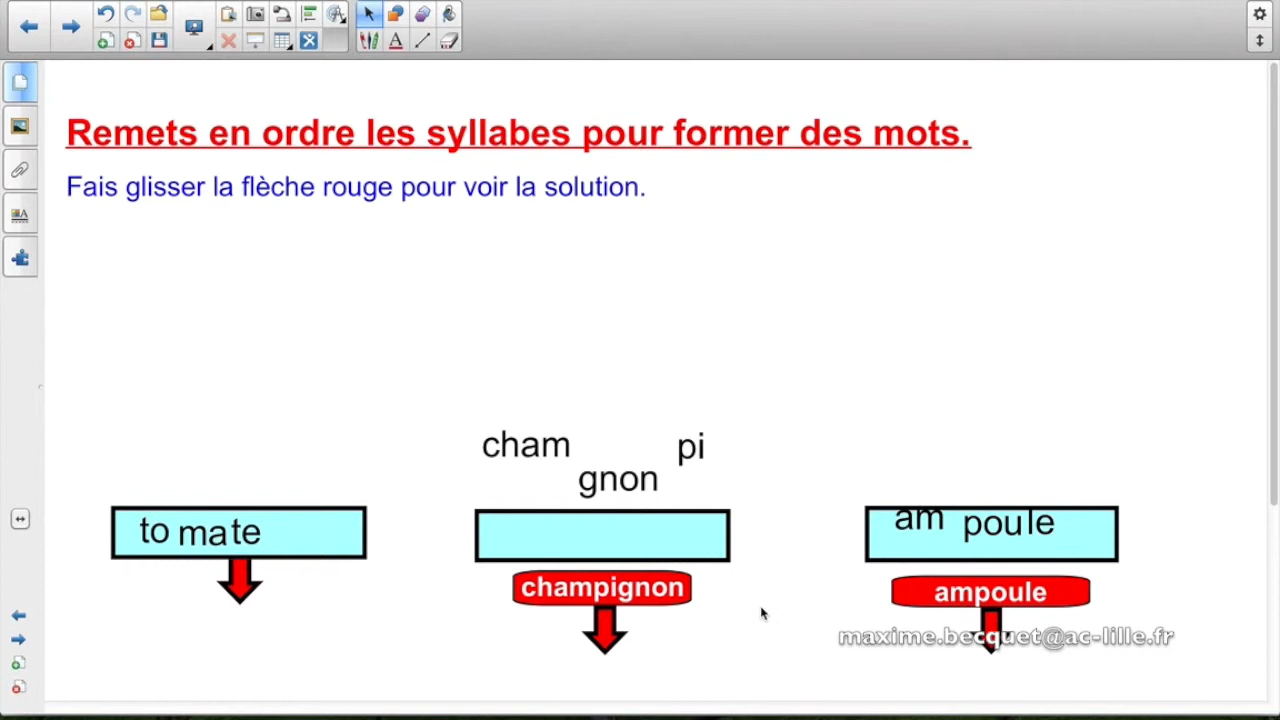 Remets en ordre les syllabes pour former des mots.
Fais glisser la flèche rouge pour voir la solution.
cham pi
gnon
to mate
am poule
champignon
ampoule
maxime.becquet@ac-lille.fr